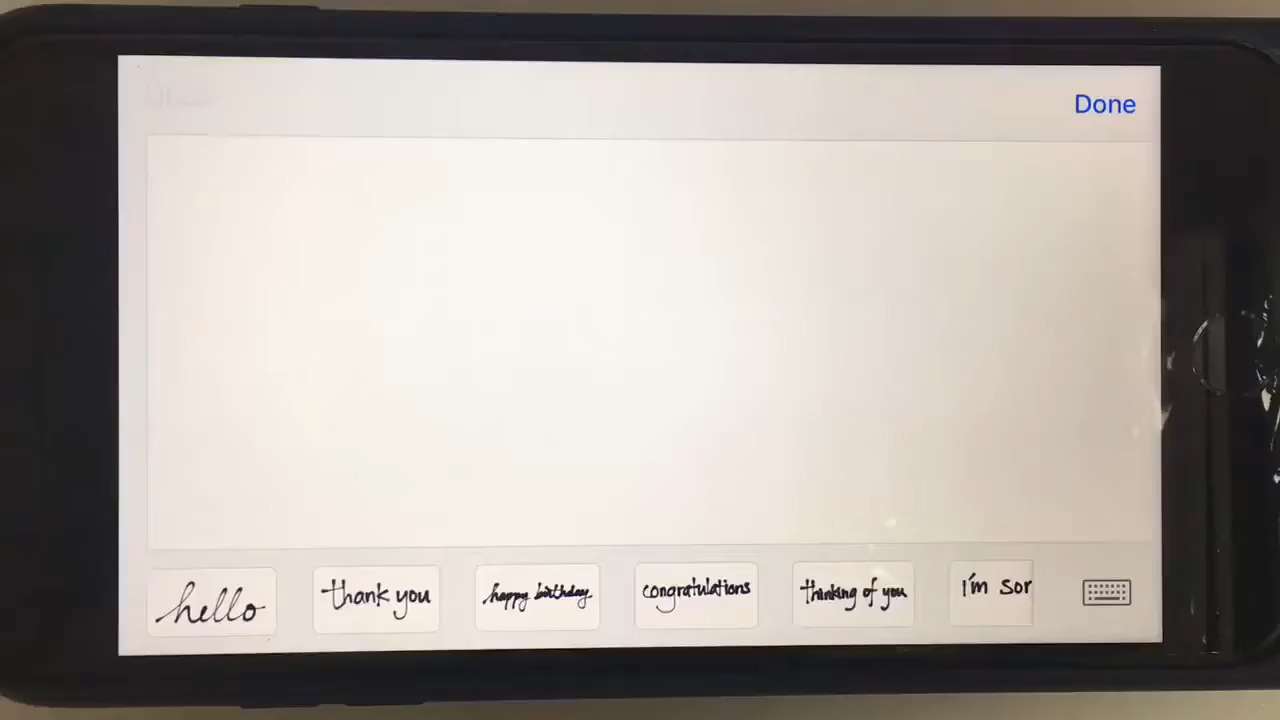 Done
hello
thank you
happy birthday
congratulations
thinking of you
I'm sor